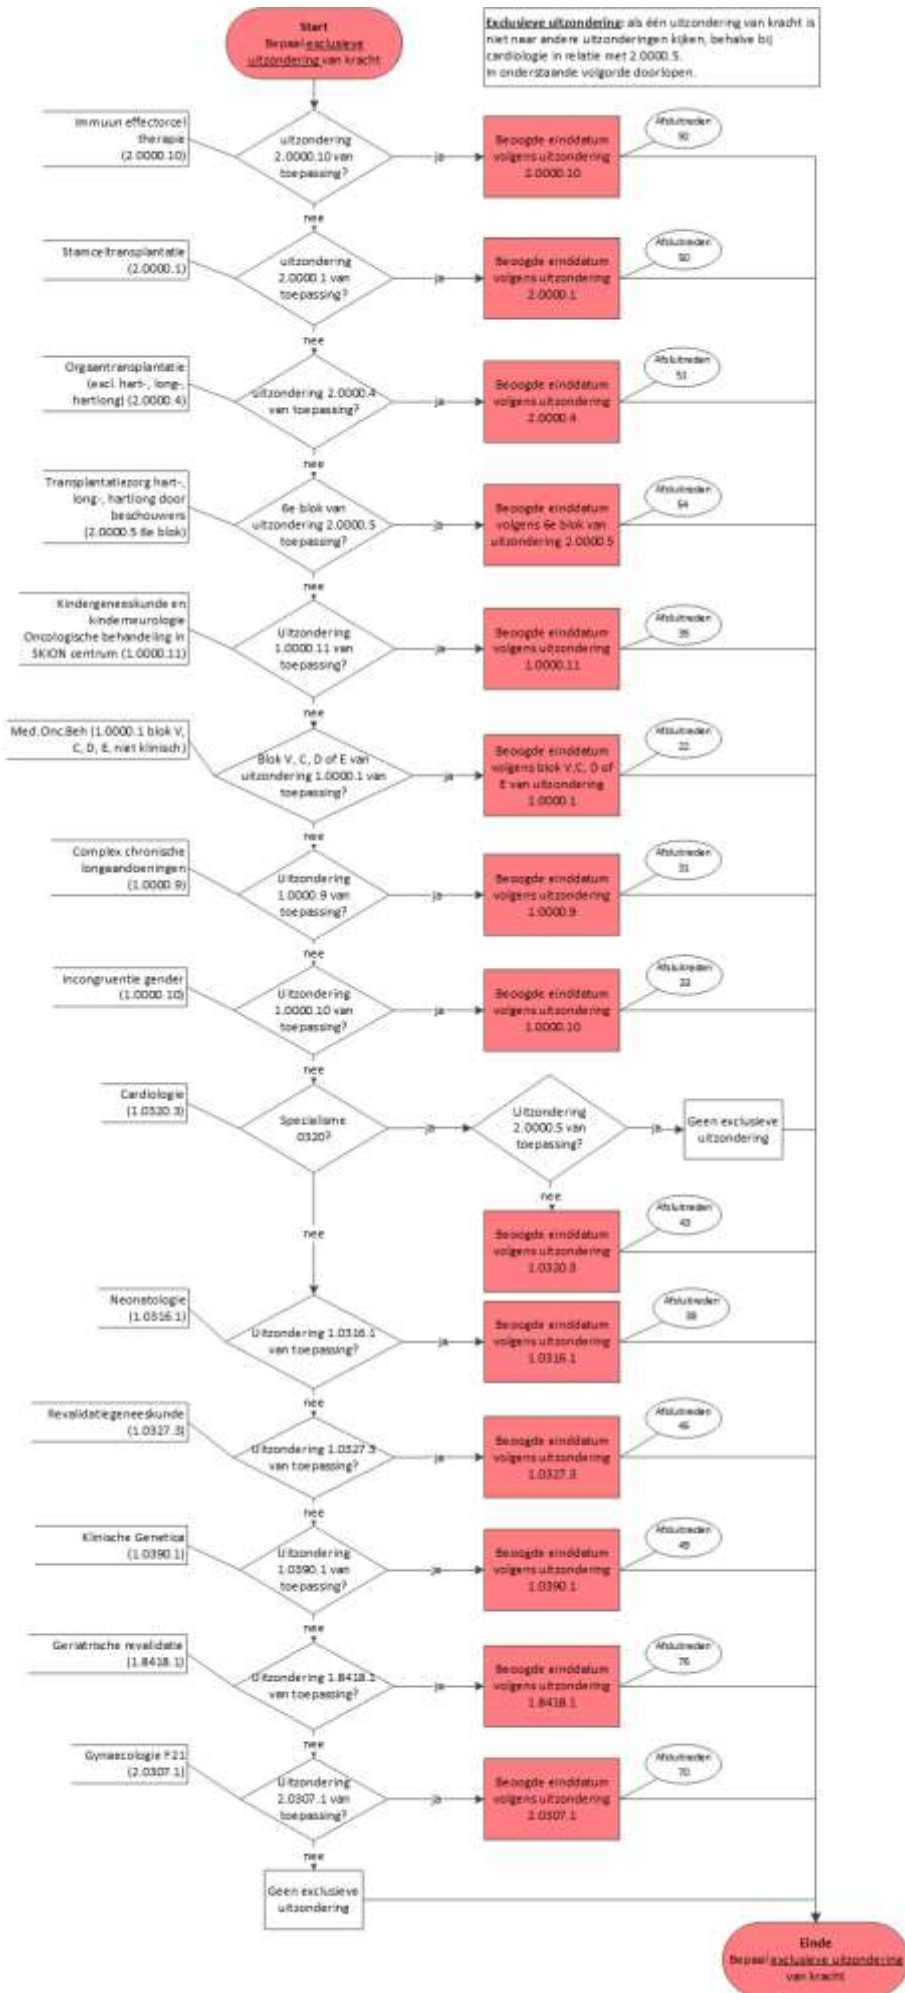 Start
Bepaal exclusieve
uitzondering van kracht
Exclusieve uitzondering: als één uitzondering van kracht is
niet naar andere uitzonderingen kijken, behalve bij
cardiologie in relatie met 2.0000.5.
In onderstaande volgorde doorlopen.
Immuun effectorcel
therapie
(2.0000.10)
uitzondering
2.0000.10 van
toepassing?
ja
Beoogde einddatum
volgens uitzondering
2.0000.10
Afsluitreden
nee
Stamceltransplantatie
(2.0000.1)
uitzondering
2.0000.1 van
toepassing?
ja
Beoogde einddatum
volgens uitzondering
2.0000.1
Afsluitreden
50
nee
Orgaantransplantatie
(excl. hart-, long-,
hartlong) (2.0000.4)
uitzondering 2.0000.4
van toepassing?
ja
Beoogde einddatum
volgens uitzondering
2.0000.4
Afsluitreden
nee
Transplantatiezorg hart-,
long-, hartlong door
beschouwers
(2.0000.5 6e blok)
6e blok van
uitzondering 2.0000.5
toepassing?
ja
Beoogde einddatum
volgens 6e blok van
uitzondering 2.0000.5
Afsluitreden
54
nee
Kindergeneeskunde en
kinderneurologie
Oncologische behandeling in
SKION centrum (1.0000.11)
Uitzondering
1.0000.11 van
toepassing?
ja
Beoogde einddatum
volgens uitzondering
1.0000.11
Afsluitreden
nee
Med.Onc.Beh (1.0000.1 blok V,
C, D, E, niet klinisch)
Blok V, C, D of E van
uitzondering 1.0000.1 van
toepassing?
ja
Beoogde einddatum
volgens blok V,C, D of
E van uitzondering
1.0000.1
Afsluitreden
22
nee
Complex chronische
longaandoeningen
(1.0000.9)
Uitzondering
1.0000.9 van
toepassing?
ja
Beoogde einddatum
volgens uitzondering
1.0000.9
Afsluitreden
31
nee
Incongruentie gender
(1.0000.10)
Uitzondering
1.0000.10 van
toepassing?
ja
Beoogde einddatum
volgens uitzondering
1.0000.10
Afsluitreden
33
nee
Cardiologie
(1.0320.3)
Specialisme
0320?
ja
Uitzondering
2.0000.5 van
toepassing?
ja
Geen exclusieve
uitzondering
nee
nee
Beoogde einddatum
volgens uitzondering
1.0320.3
Afsluitreden
43
Neonatologie
(1.0316.1)
Uitzondering 1.0316.1
van toepassing?
ja
Beoogde einddatum
volgens uitzondering
1.0316.1
Afsluitreden
nee
Revalidatiegeneeskunde
(1.0327.3)
Uitzondering 1.0327.3
van toepassing?
ja
Beoogde einddatum
volgens uitzondering
1.0327.3
Afsluitreden
nee
Klinische Genetica
(1.0390.1)
Uitzondering
1.0390.1 van
toepassing?
ja
Beoogde einddatum
volgens uitzondering
1.0390.1
Afsluitreden
49
nee
Geriatrische revalidatie
(1.8418.1)
Uitzondering 1.8418.1
van toepassing?
ja
Beoogde einddatum
volgens uitzondering
1.8418.1
Afsluitreden
76
nee
Gynaecologie F21
(2.0307.1)
Uitzondering
2.0307.1 van
toepassing?
ja
Beoogde einddatum
volgens uitzondering
2.0307.1
Afsluitreden
70
nee
Geen exclusieve
uitzondering
Einde
Bepaal exclusieve uitzondering
van kracht